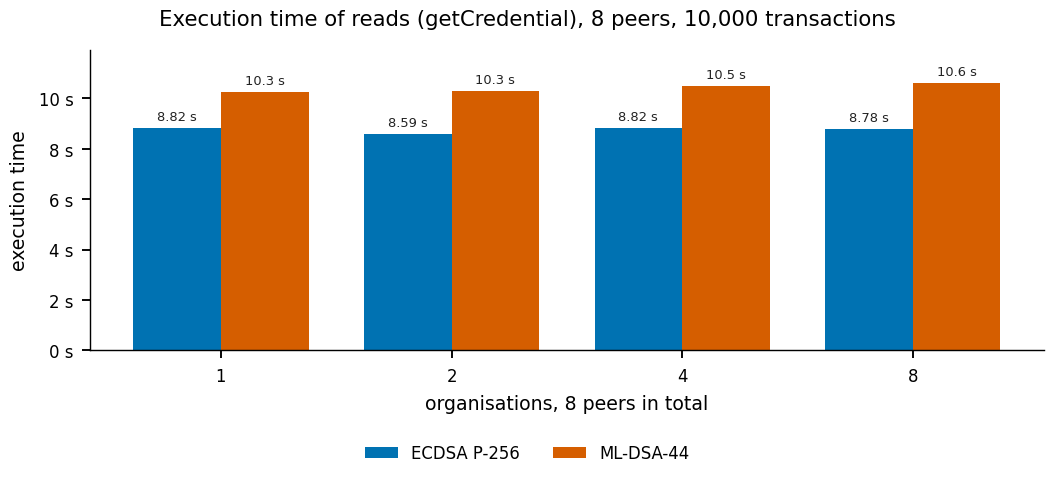 Execution time of reads (getCredential), 8 peers, 10,000 transactions
execution time
10 s
8 s
6 s
4 s
2 s
0 s
8.82 s
10.3 s
8.59 s
10.3 s
8.82 s
10.5 s
8.78 s
10.6 s
1
2
4
8
organisations, 8 peers in total
ECDSA P-256
ML-DSA-44